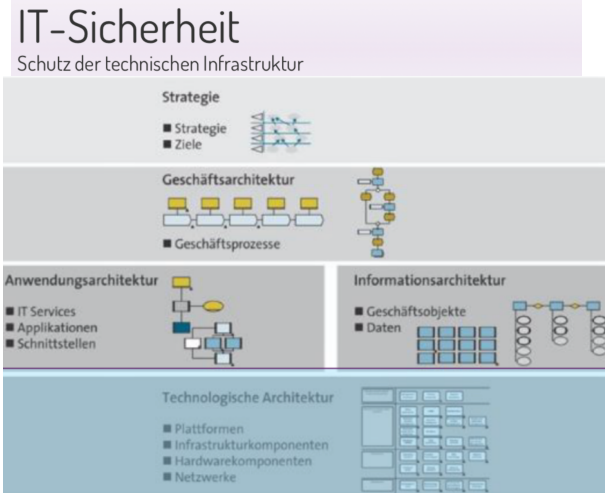 IT-Sicherheit
Schutz der technischen Infrastruktur
Strategie
■ Strategie
■ Ziele
Geschäftsarchitektur
■ Geschäftsprozesse
Anwendungsarchitektur
■ IT Services
■ Applikationen
■ Schnittstellen
Informationsarchitektur
■ Geschäftsobjekte
■ Daten
Technologische Architektur
■ Plattformen
■ Infrastrukturkomponenten
■ Hardwarekomponenten
■ Netzwerke